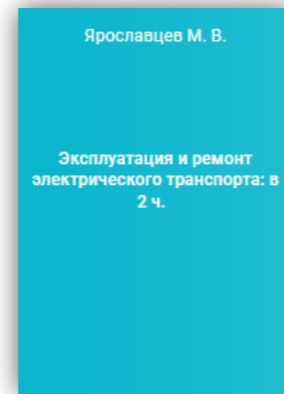 Ярославцев М. В.
Эксплуатация и ремонт
электрического транспорта: в
2 ч.